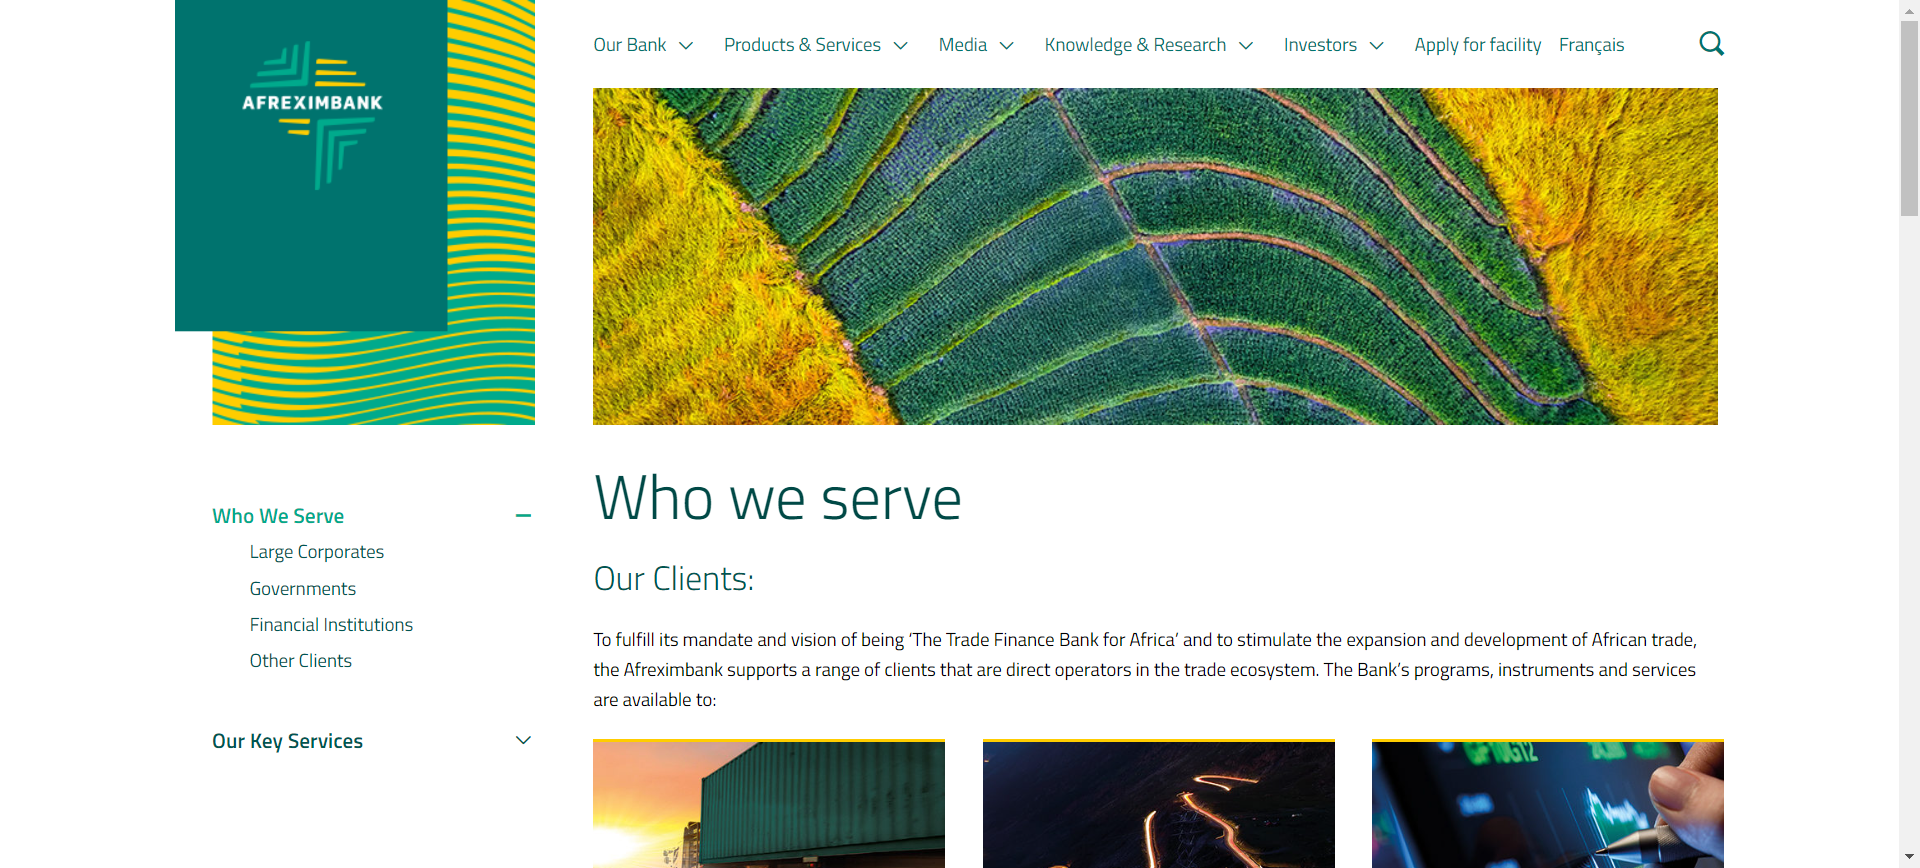 AFREXIMBANK
Our Bank
Products & Services
Media
Knowledge & Research
Investors
Apply for facility
Français
Who We Serve
Large Corporates
Governments
Financial Institutions
Other Clients
Our Key Services
Who we serve
Our Clients:
To fulfill its mandate and vision of being ‘The Trade Finance Bank for Africa’ and to stimulate the expansion and development of African trade,
the Afreximbank supports a range of clients that are direct operators in the trade ecosystem. The Bank’s programs, instruments and services
are available to: